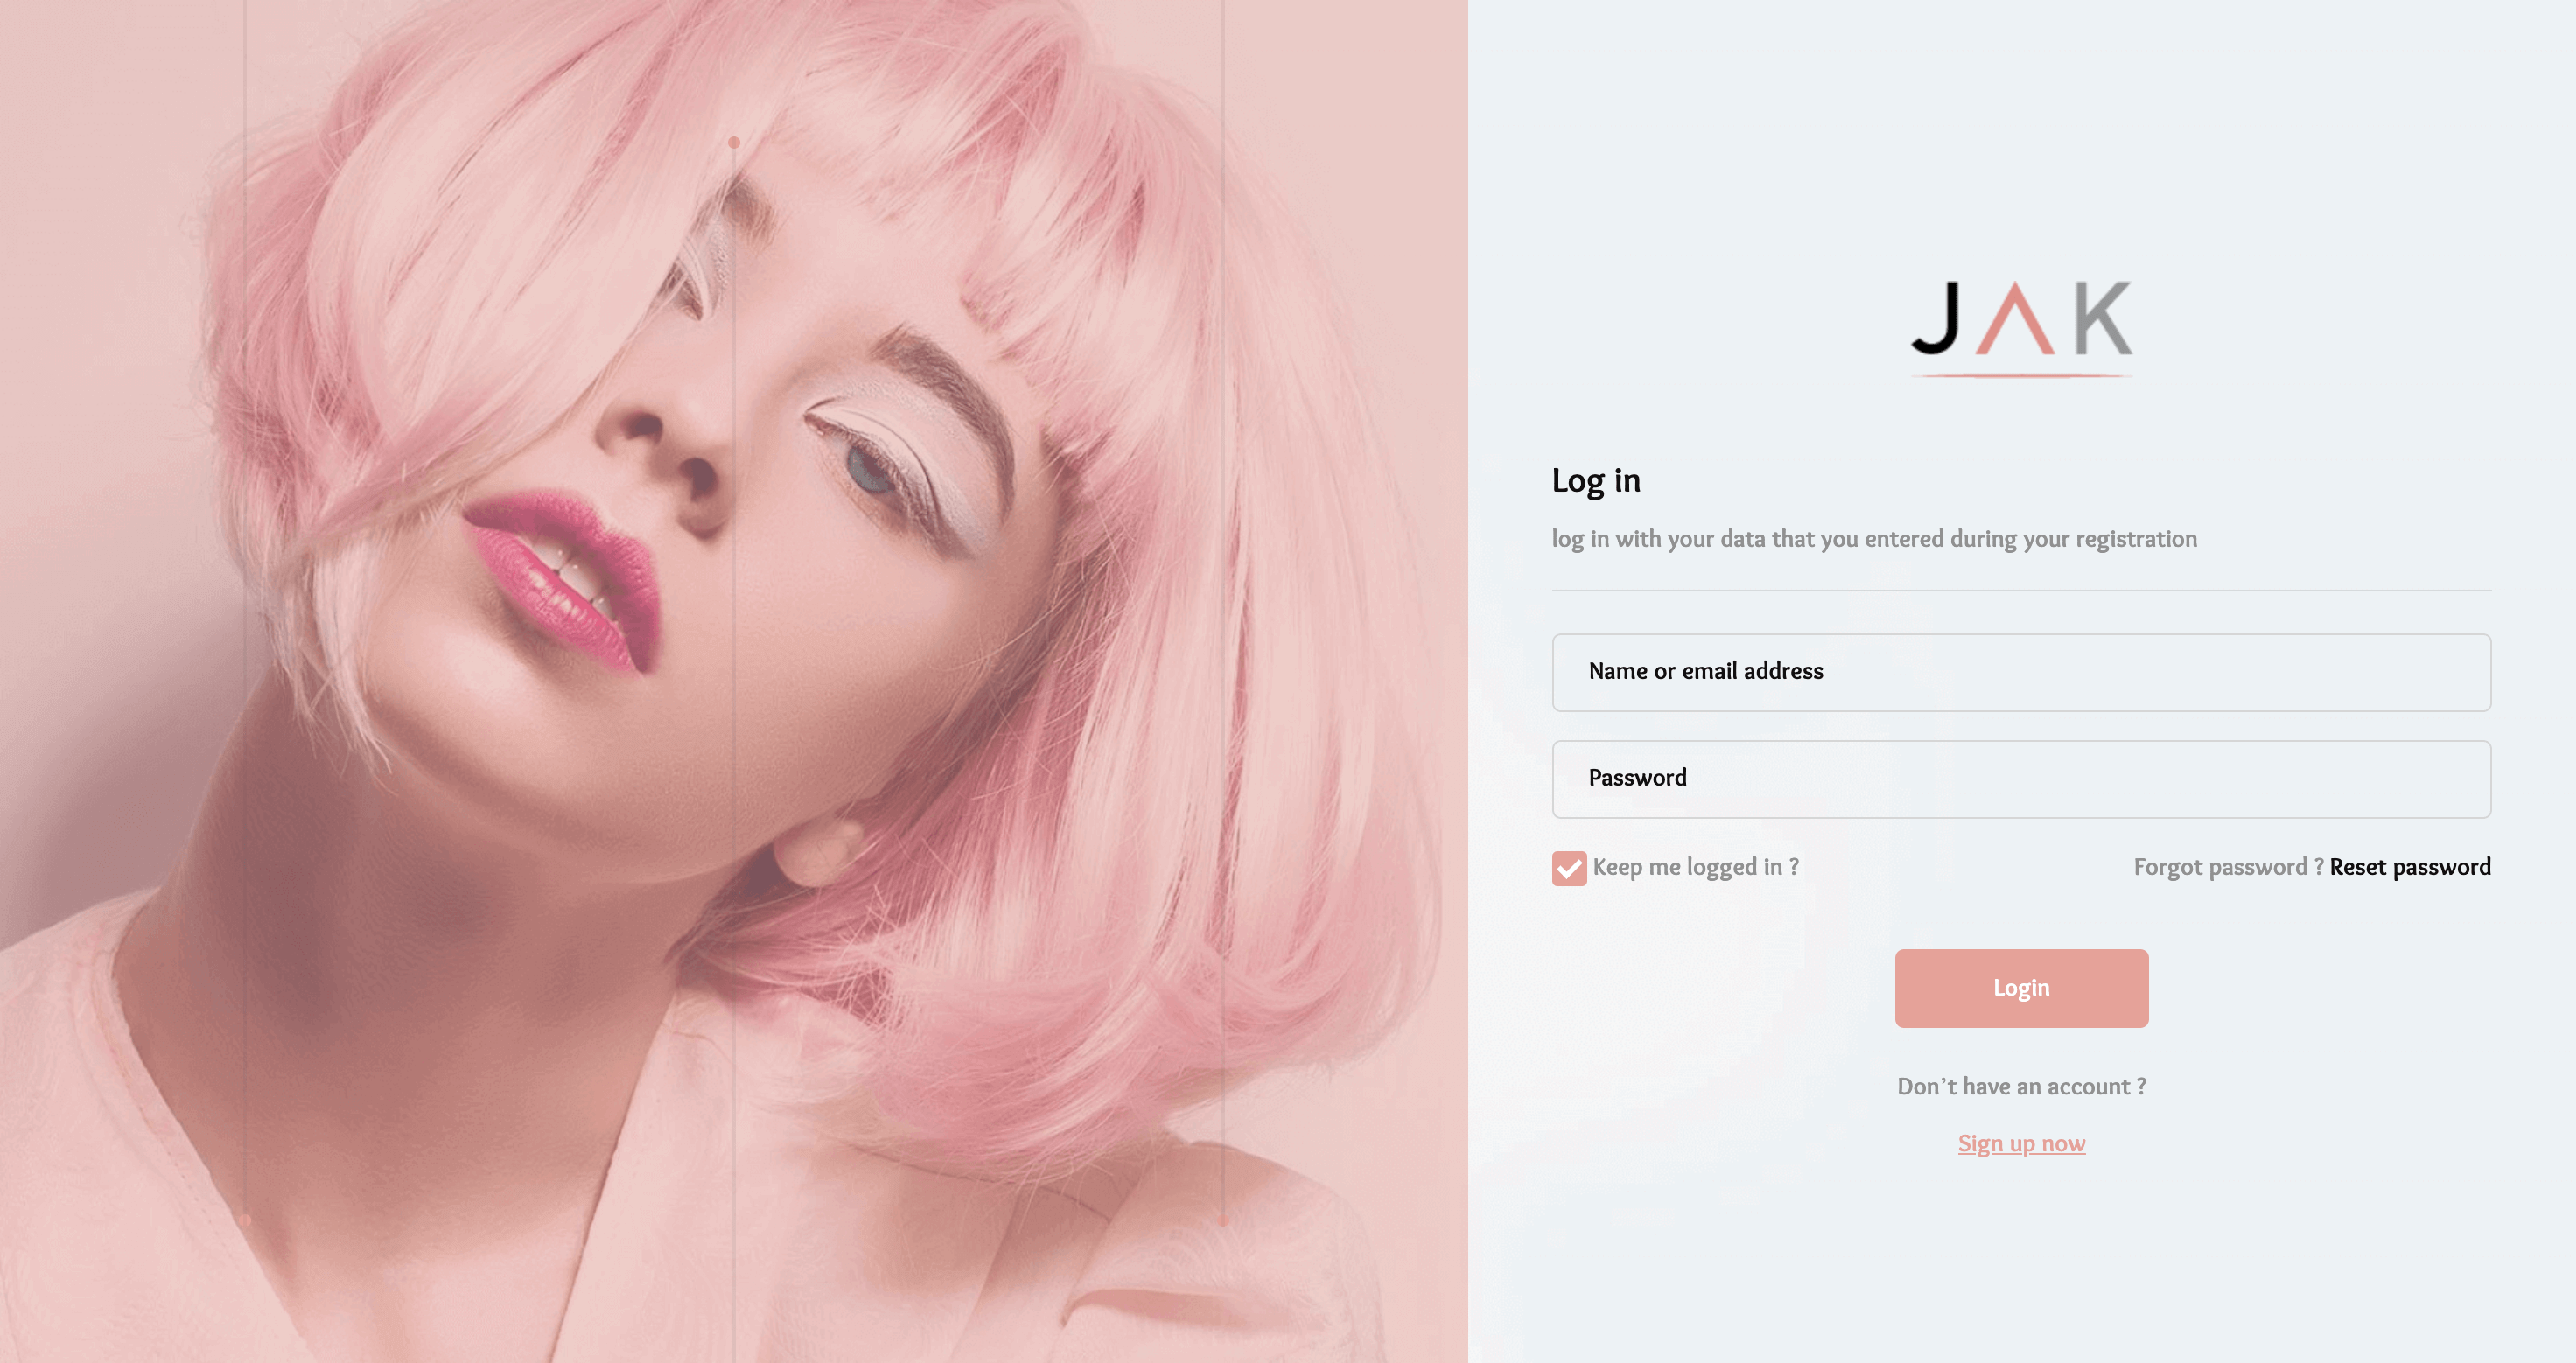 JAK
Log in
log in with your data that you entered during your registration
Name or email address
Password
Keep me logged in ?
Forgot password ? Reset password
Login
Don’t have an account ?
Sign up now